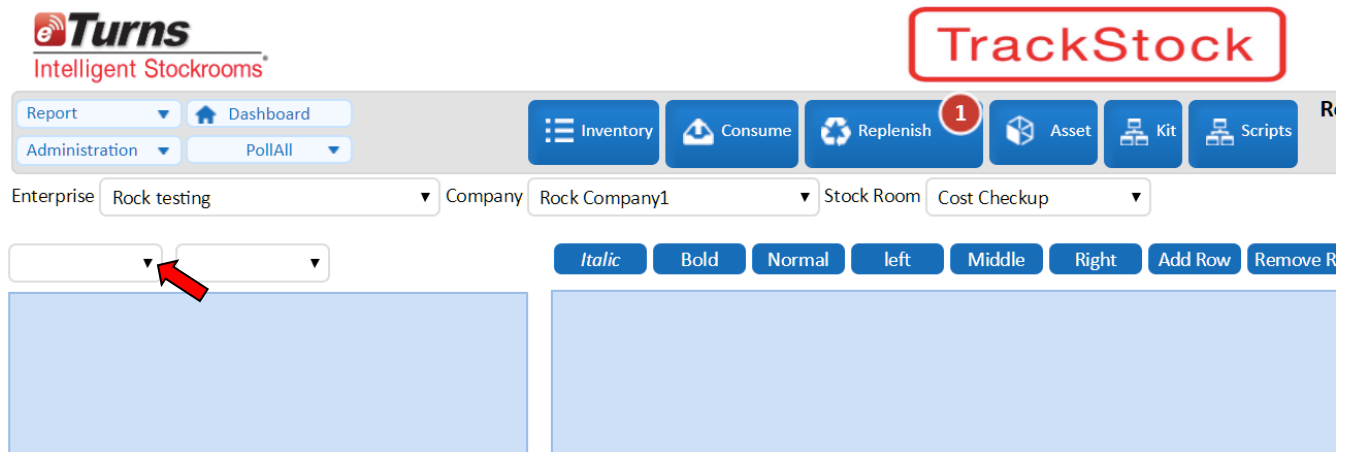 eTurns
Intelligent Stockrooms®
TrackStock
Report
Dashboard
Administration
PollAll
Inventory
Consume
Replenish
1
Asset
Kit
Scripts
Enterprise Rock testing Company Rock Company1 Stock Room Cost Checkup
Italic Bold Normal left Middle Right Add Row Remove R